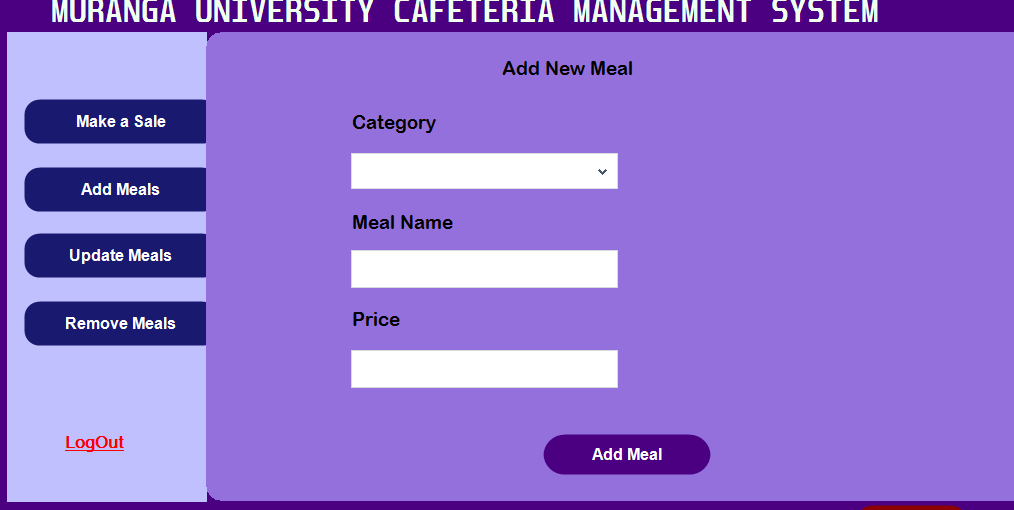 MURANGA UNIVERSITY CAFETERIA MANAGEMENT SYSTEM
Make a Sale
Add Meals
Update Meals
Remove Meals
LogOut
Add New Meal
Category
Meal Name
Price
Add Meal